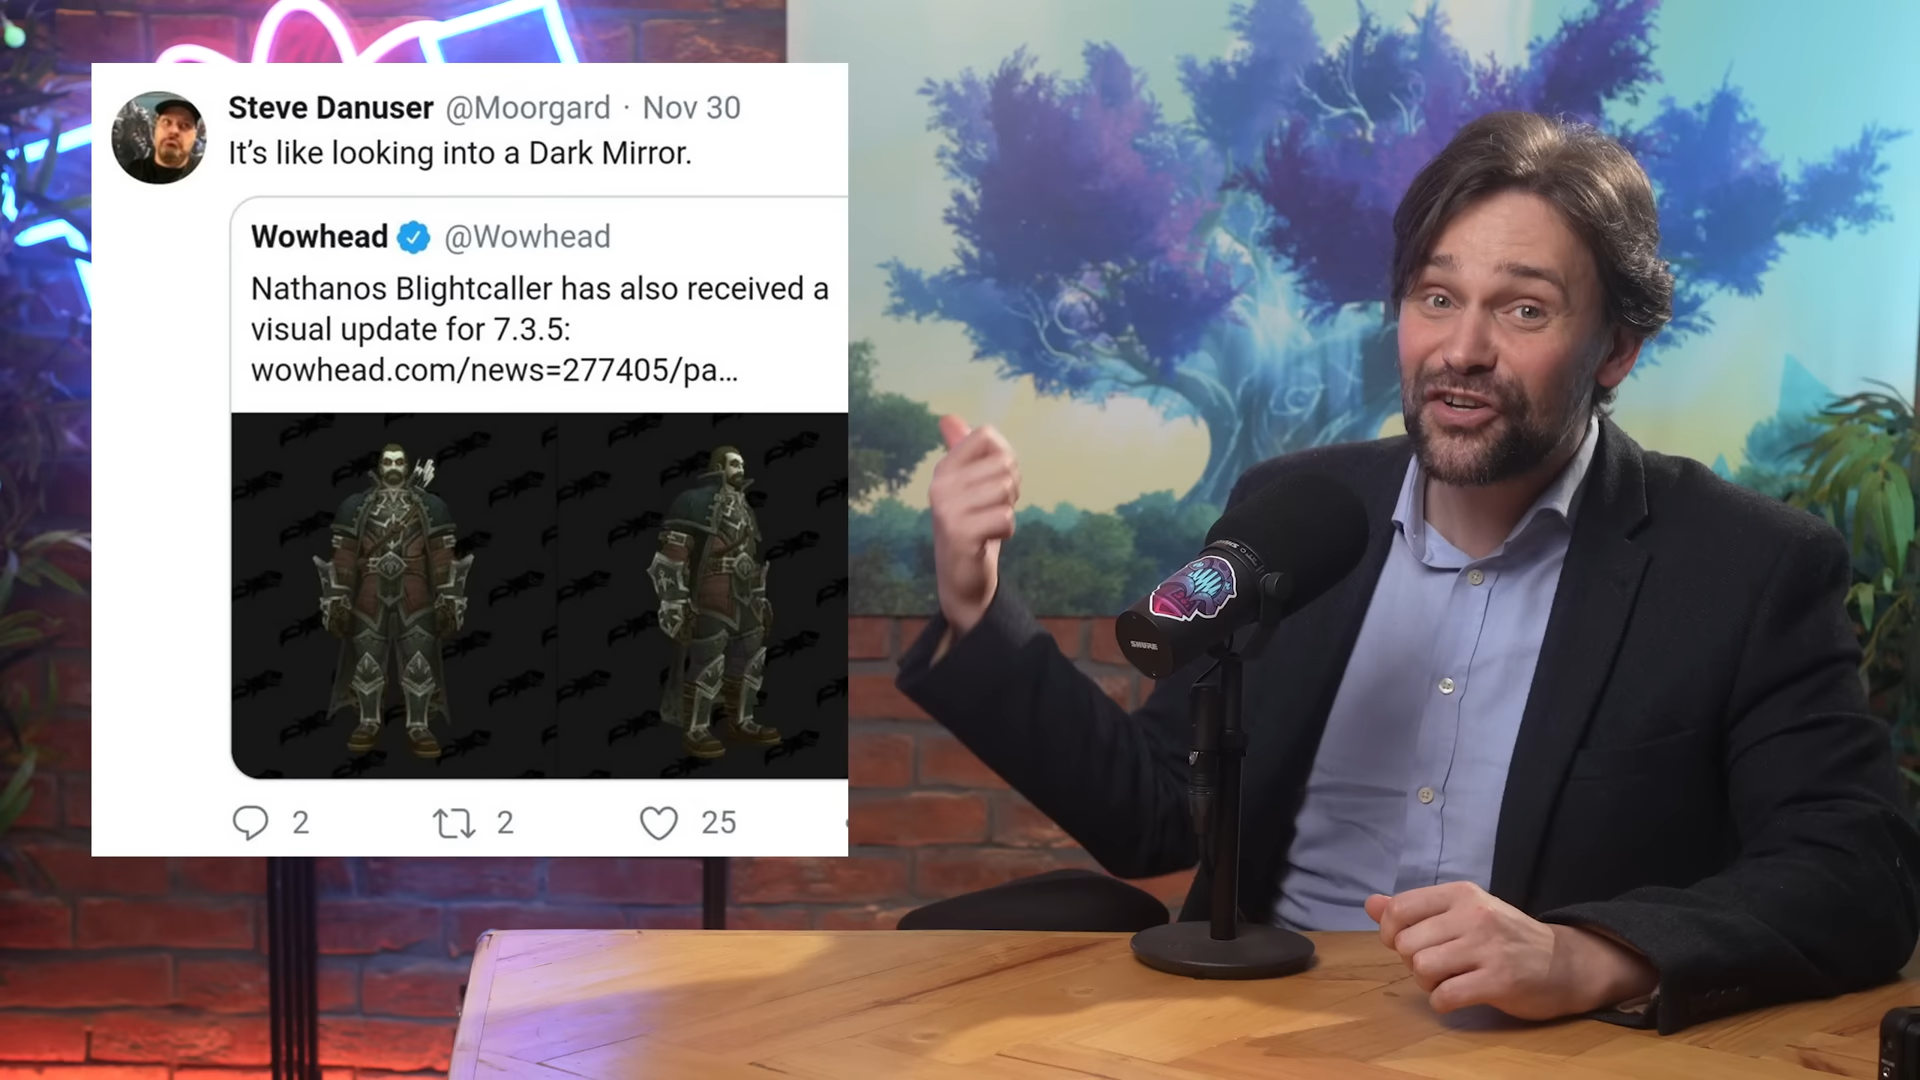 Steve Danuser @Moorgard · Nov 30
It's like looking into a Dark Mirror.
Wowhead @Wowhead
Nathanos Blightcaller has also received a
visual update for 7.3.5:
wowhead.com/news=277405/pa...
2 2 25
SHURE